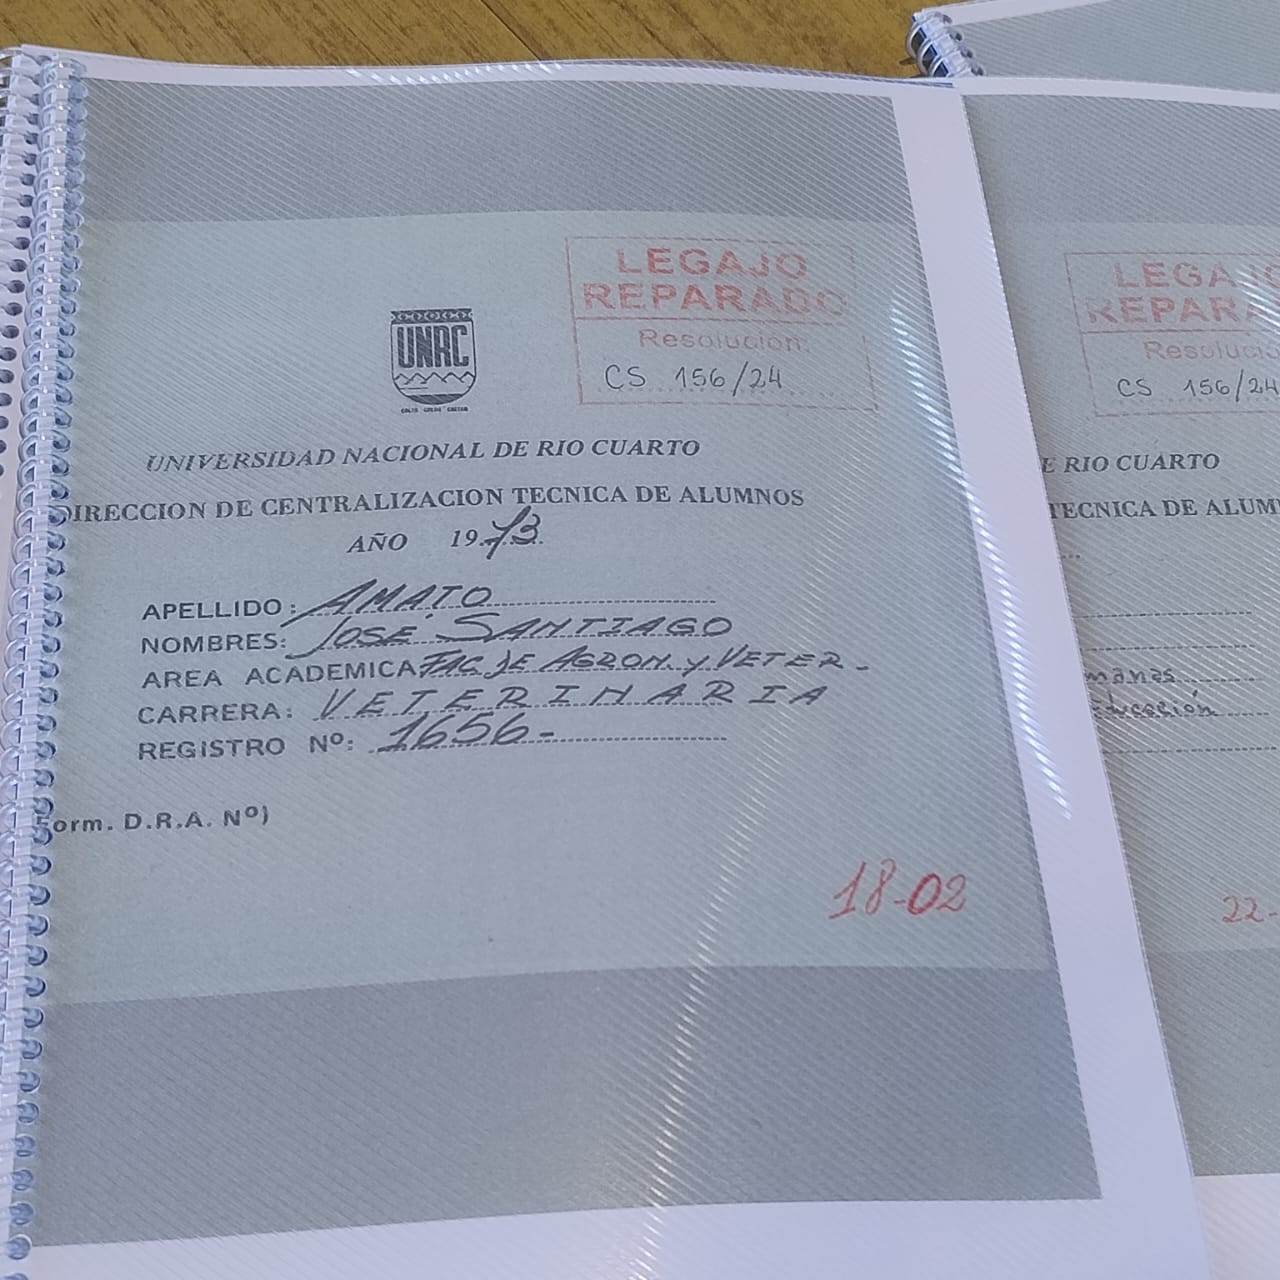 LEGAJO
REPARADO
Resolución:
CS 156/24
UNRC
UNIVERSIDAD NACIONAL DE RIO CUARTO
DIRECCION DE CENTRALIZACION TECNICA DE ALUMNOS
AÑO 1973
APELLIDO: AMATO
NOMBRES: JOSÉ SANTIAGO
AREA ACADEMICA FAC. DE AGRON. y VETER.
CARRERA: VETERINARIA
REGISTRO Nº: 1656-
Form. D.R.A. Nº)
18-02
LEGAJO
REPARA
Resolució
CS 156/24
E RIO CUARTO
TECNICA DE ALUM
manas
Educación
22-